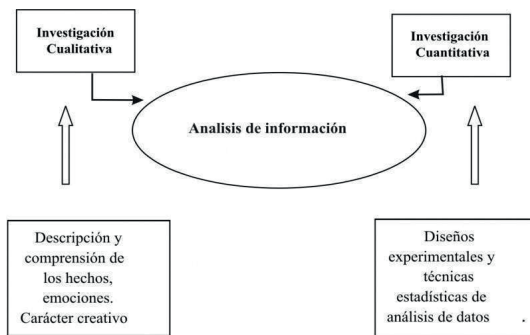 Investigación
Cualitativa
Investigación
Cuantitativa
Analisis de información
Descripción y
comprensión de
los hechos,
emociones.
Carácter creativo
Diseños
experimentales y
técnicas
estadísticas de
análisis de datos .